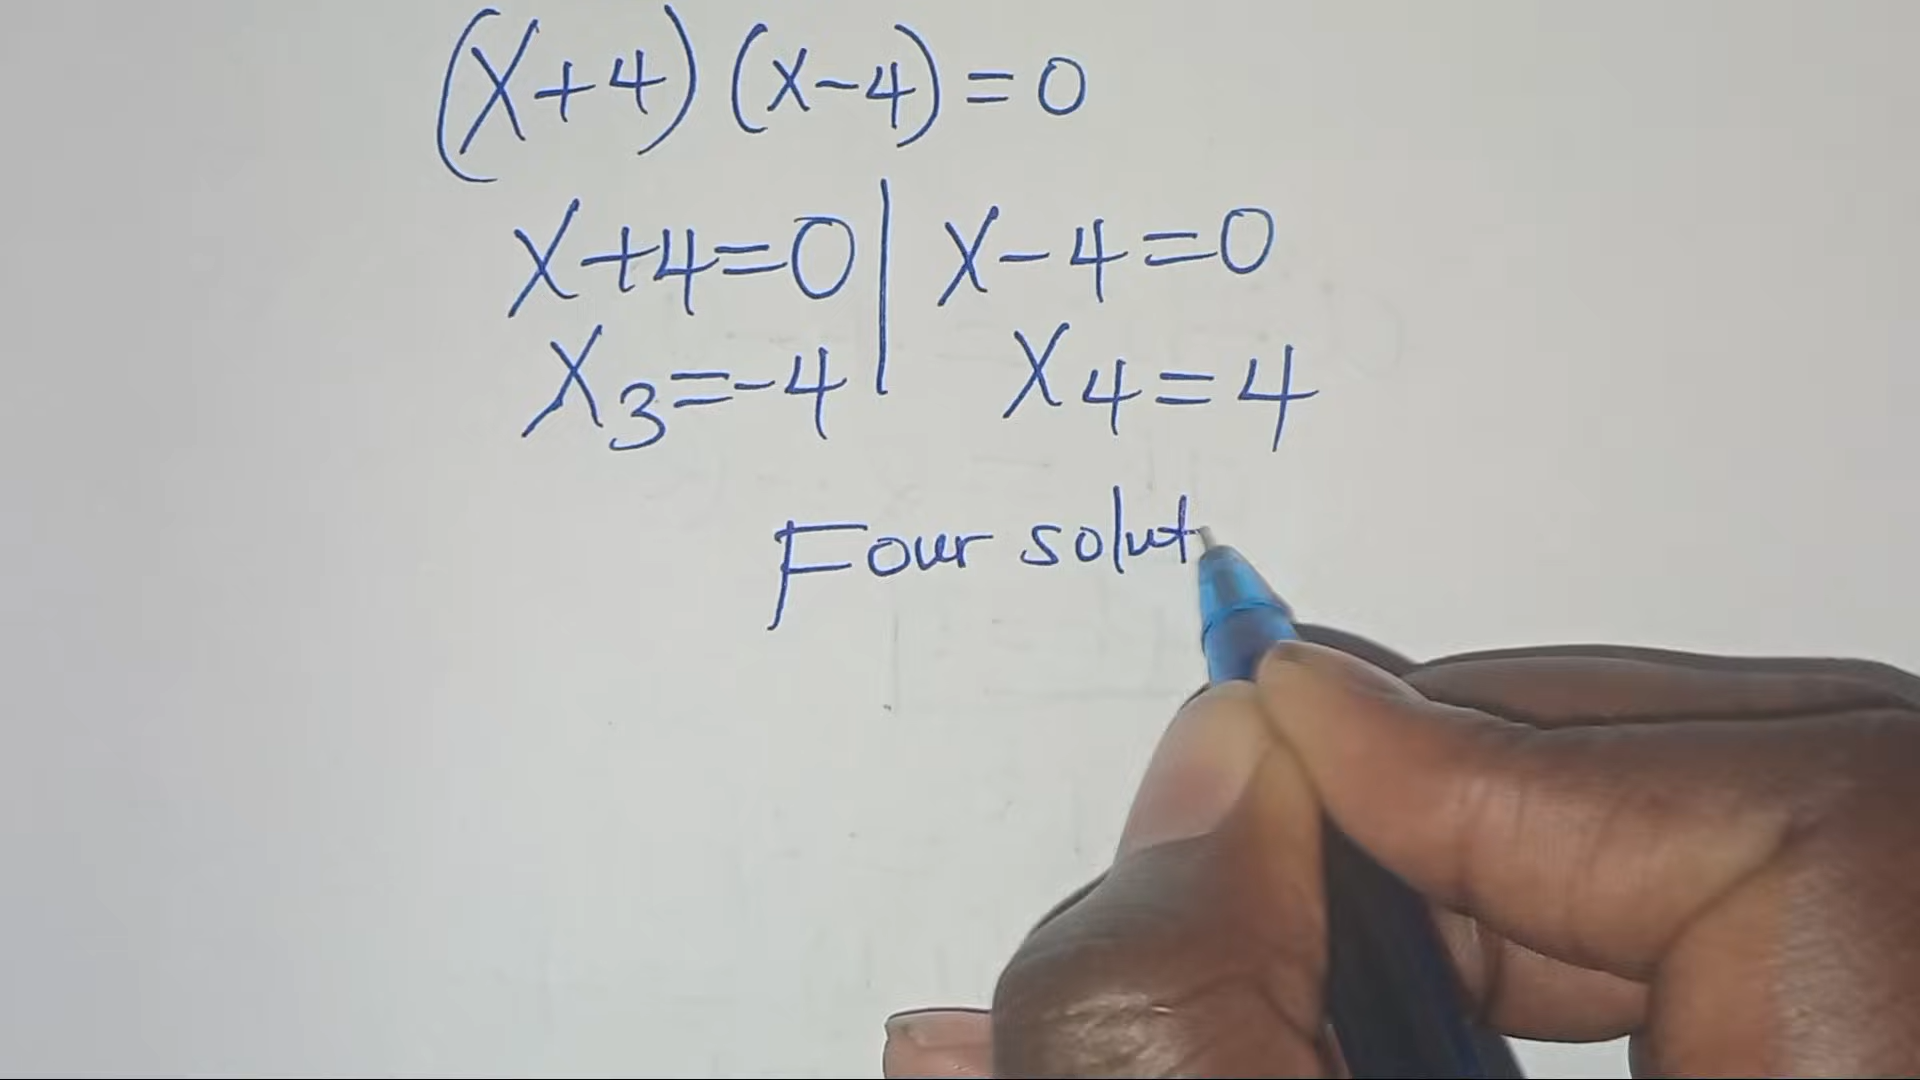 (x+4) (x-4) = 0
x+4=0 | x-4=0
x₃=-4 | x₄=4
Four solut